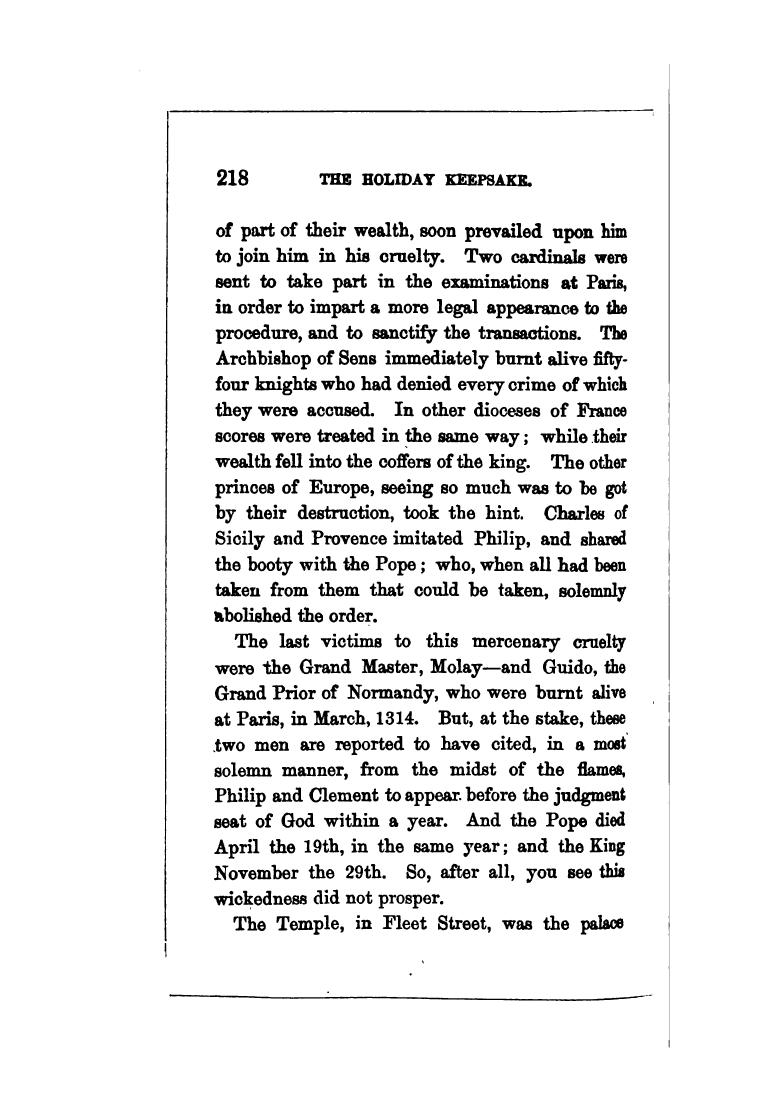 218 THE HOLIDAY KEEPSAKE.
of part of their wealth, soon prevailed upon him
to join him in his cruelty. Two cardinals were
sent to take part in the examinations at Paris,
in order to impart a more legal appearance to the
procedure, and to sanctify the transactions. The
Archbishop of Sens immediately burnt alive fifty-
four knights who had denied every crime of which
they were accused. In other dioceses of France
scores were treated in the same way; while their
wealth fell into the coffers of the king. The other
princes of Europe, seeing so much was to be got
by their destruction, took the hint. Charles of
Sicily and Provence imitated Philip, and shared
the booty with the Pope; who, when all had been
taken from them that could be taken, solemnly
abolished the order.
The last victims to this mercenary cruelty
were the Grand Master, Molay—and Guido, the
Grand Prior of Normandy, who were burnt alive
at Paris, in March, 1314. But, at the stake, these
two men are reported to have cited, in a most
solemn manner, from the midst of the flames,
Philip and Clement to appear before the judgment
seat of God within a year. And the Pope died
April the 19th, in the same year; and the King
November the 29th. So, after all, you see this
wickedness did not prosper.
The Temple, in Fleet Street, was the palace